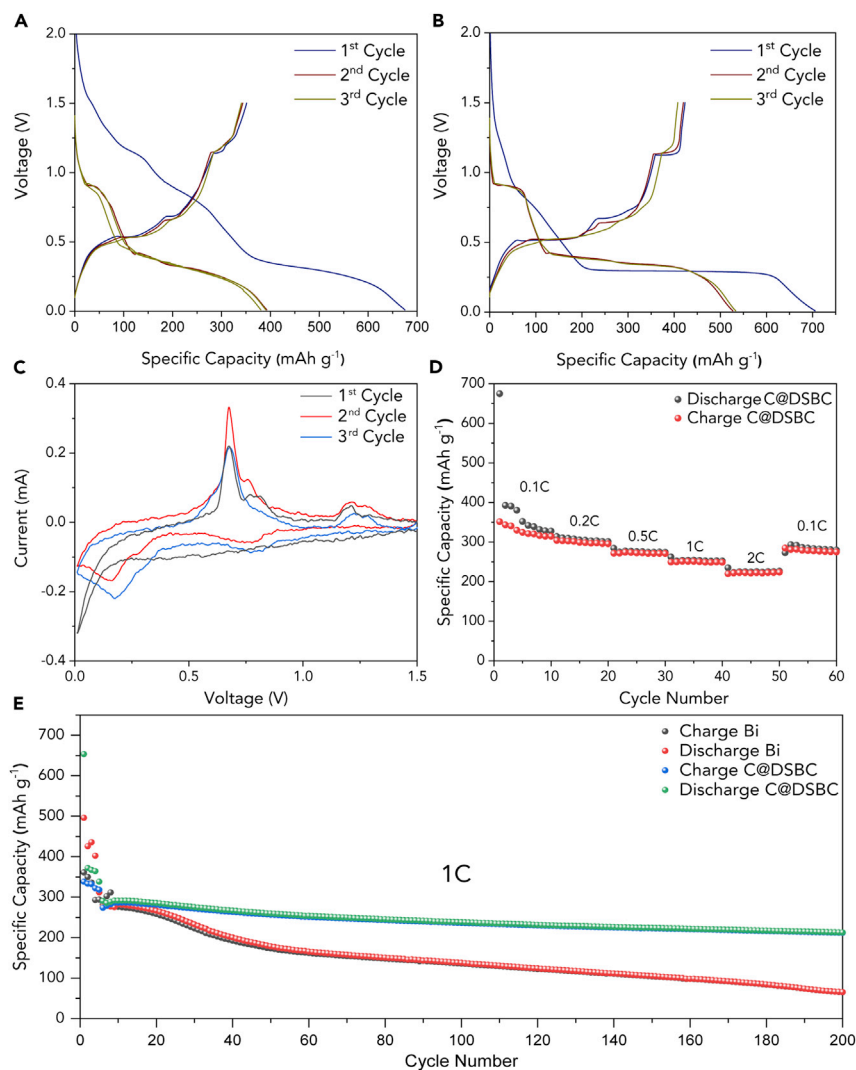 A
2.0
1.5
1.0
0.5
0.0
Voltage (V)
1st Cycle
2nd Cycle
3rd Cycle
0 100 200 300 400 500 600 700
Specific Capacity (mAh g-1)
B
2.0
1.5
1.0
0.5
0.0
Voltage (V)
1st Cycle
2nd Cycle
3rd Cycle
0 100 200 300 400 500 600 700
Specific Capacity (mAh g-1)
C
0.4
0.2
0.0
-0.2
-0.4
Current (mA)
1st Cycle
2nd Cycle
3rd Cycle
0.0 0.5 1.0 1.5
Voltage (V)
D
700
600
500
400
300
200
100
0
Specific Capacity (mAh g-1)
Discharge C@DSBC
Charge C@DSBC
0.1C
0.2C
0.5C
1C
2C
0.1C
0 10 20 30 40 50 60
Cycle Number
E
700
600
500
400
300
200
100
0
Specific Capacity (mAh g-1)
Charge Bi
Discharge Bi
Charge C@DSBC
Discharge C@DSBC
1C
0 20 40 60 80 100 120 140 160 180 200
Cycle Number